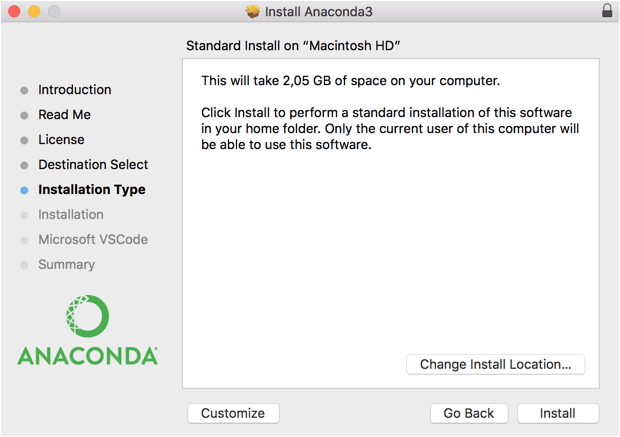 Install Anaconda3
Standard Install on “Macintosh HD”
Introduction
Read Me
License
Destination Select
Installation Type
Installation
Microsoft VSCode
Summary
ANACONDA
This will take 2,05 GB of space on your computer.
Click Install to perform a standard installation of this software
in your home folder. Only the current user of this computer will
be able to use this software.
Change Install Location...
Customize
Go Back
Install